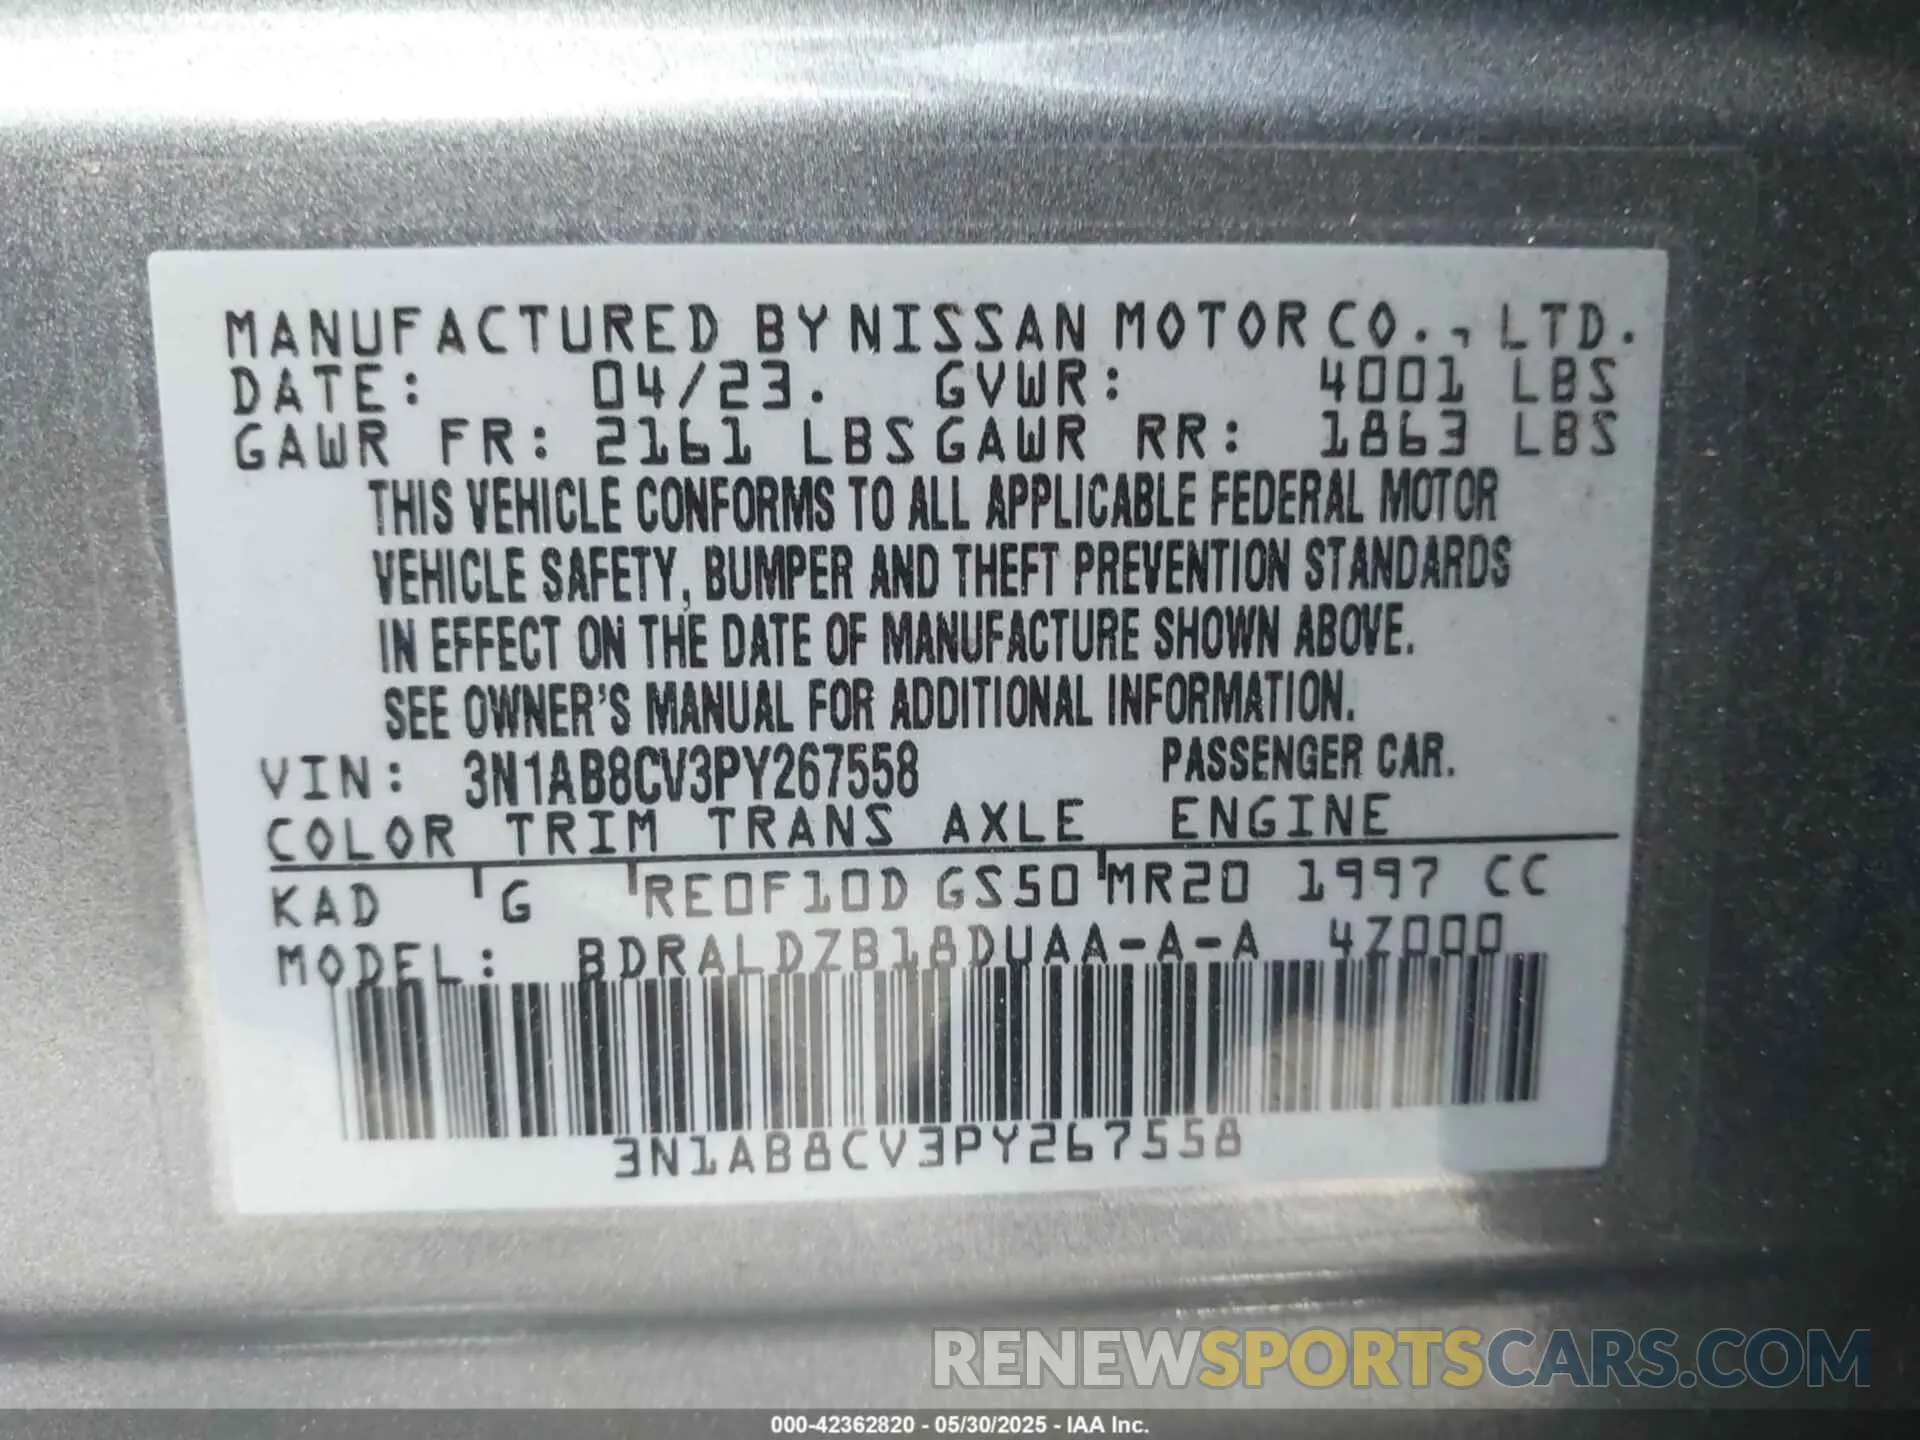 MANUFACTURED BY NISSAN MOTOR CO., LTD.
DATE: 04/23. GVWR: 4001 LBS
GAWR FR: 2161 LBS GAWR RR: 1863 LBS
THIS VEHICLE CONFORMS TO ALL APPLICABLE FEDERAL MOTOR
VEHICLE SAFETY, BUMPER AND THEFT PREVENTION STANDARDS
IN EFFECT ON THE DATE OF MANUFACTURE SHOWN ABOVE.
SEE OWNER'S MANUAL FOR ADDITIONAL INFORMATION.
VIN: 3N1AB8CV3PY267558 PASSENGER CAR.
COLOR TRIM TRANS AXLE ENGINE
KAD G RE0F10D GS50 MR20 1997 CC
MODEL: BDRALDZB18DUAA-A-A 4Z000
3N1AB8CV3PY267558
RENEWSPORTSCARS.COM
000-42362820 - 05/30/2025 - IAA Inc.